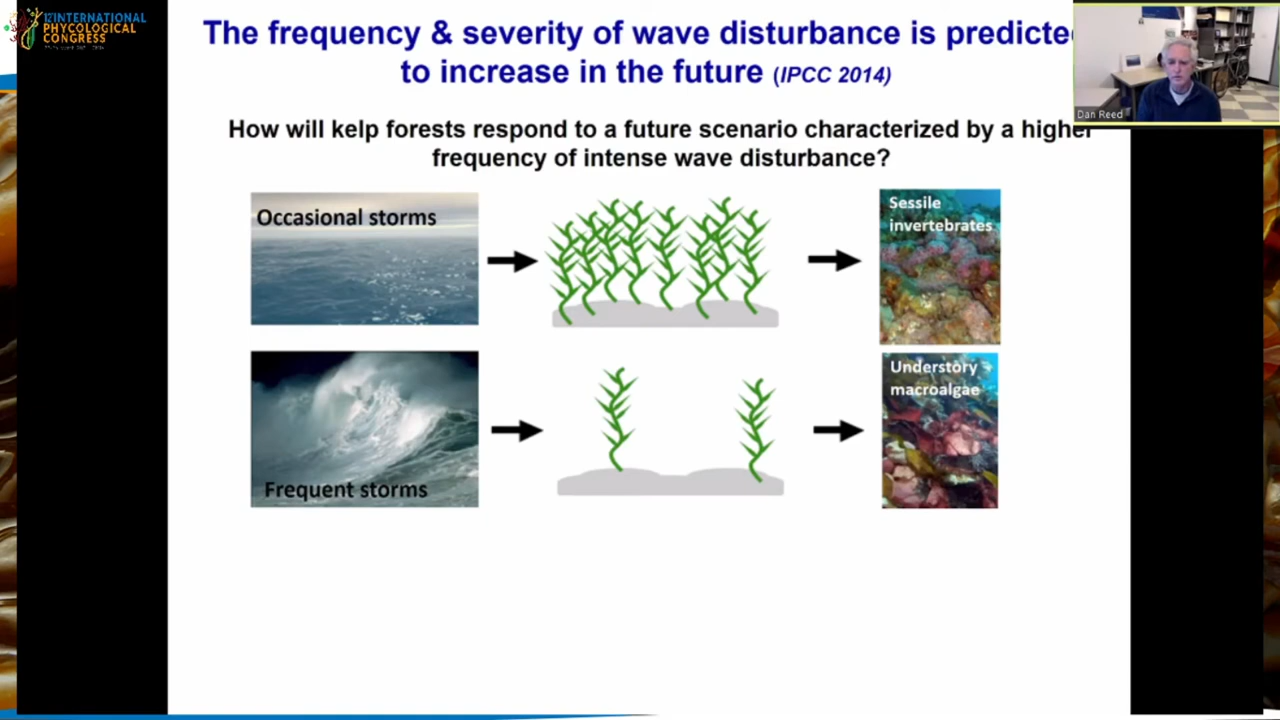 12th INTERNATIONAL
PHYCOLOGICAL
CONGRESS
The frequency & severity of wave disturbance is predicte
to increase in the future (IPCC 2014)
Dan Reed
How will kelp forests respond to a future scenario characterized by a higher
frequency of intense wave disturbance?
Occasional storms
Sessile
invertebrates
Frequent storms
Understory
macroalgae